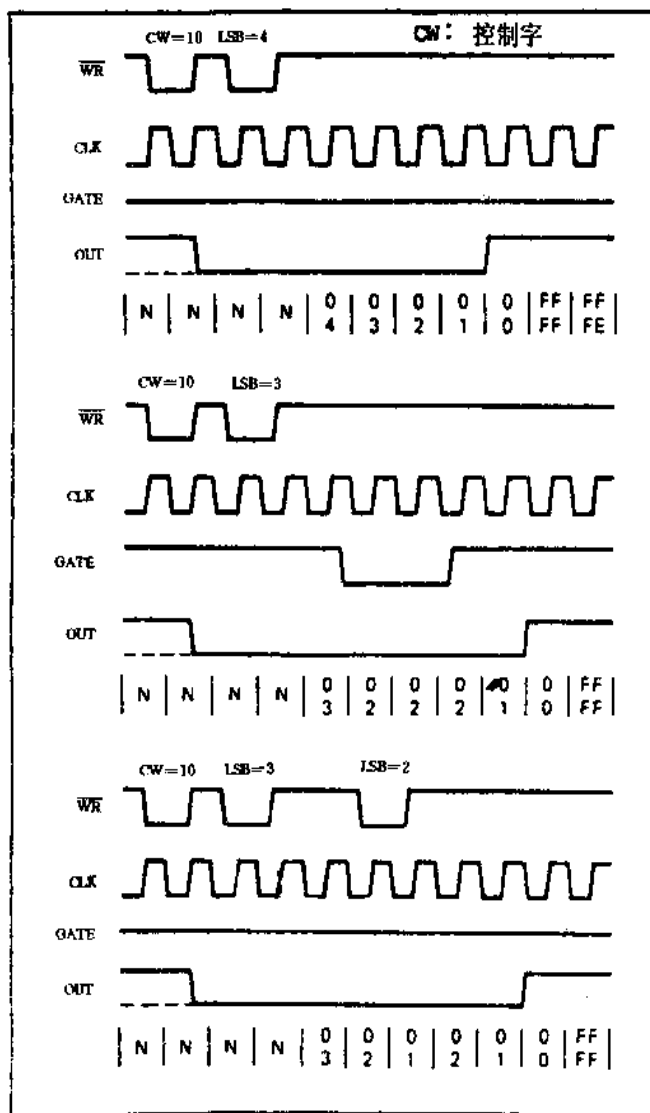 CW=10 LSB=4 CW: 控制字
WR
CLK
GATE
OUT
N N N N 0 0 0 0 0 FF FF
4 3 2 1 0 FF FE
CW=10 LSB=3
WR
CLK
GATE
OUT
N N N N 0 0 0 0 0 0 FF
3 2 2 2 1 0 FF
CW=10 LSB=3 LSB=2
WR
CLK
GATE
OUT
N N N N 0 0 0 0 0 0 FF
3 2 1 2 1 0 FF